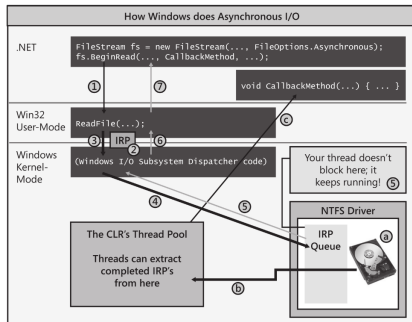 How Windows does Asynchronous I/O
.NET
FileStream fs = new FileStream(..., FileOptions.Asynchronous);
fs.BeginRead(..., CallbackMethod, ...);
1
7
void CallbackMethod(...) { ... }
c
Win32
User-Mode
ReadFile(...);
3
IRP
2
6
Windows
Kernel-
Mode
(Windows I/O Subsystem Dispatcher code)
Your thread doesn't
block here; it
keeps running! 5
4
5
NTFS Driver
IRP
Queue
a
The CLR's Thread Pool
Threads can extract
completed IRP's
from here
b